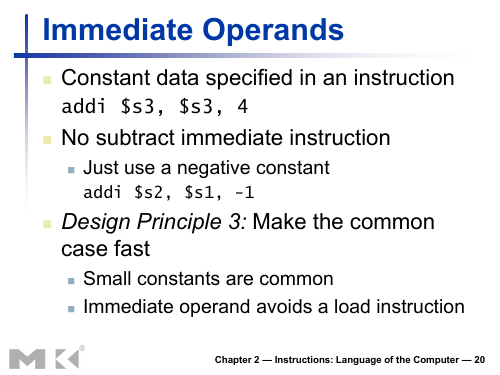 Immediate Operands
Constant data specified in an instruction
addi $s3, $s3, 4
No subtract immediate instruction
Just use a negative constant
addi $s2, $s1, -1
Design Principle 3: Make the common
case fast
Small constants are common
Immediate operand avoids a load instruction
MK®
Chapter 2 — Instructions: Language of the Computer — 20